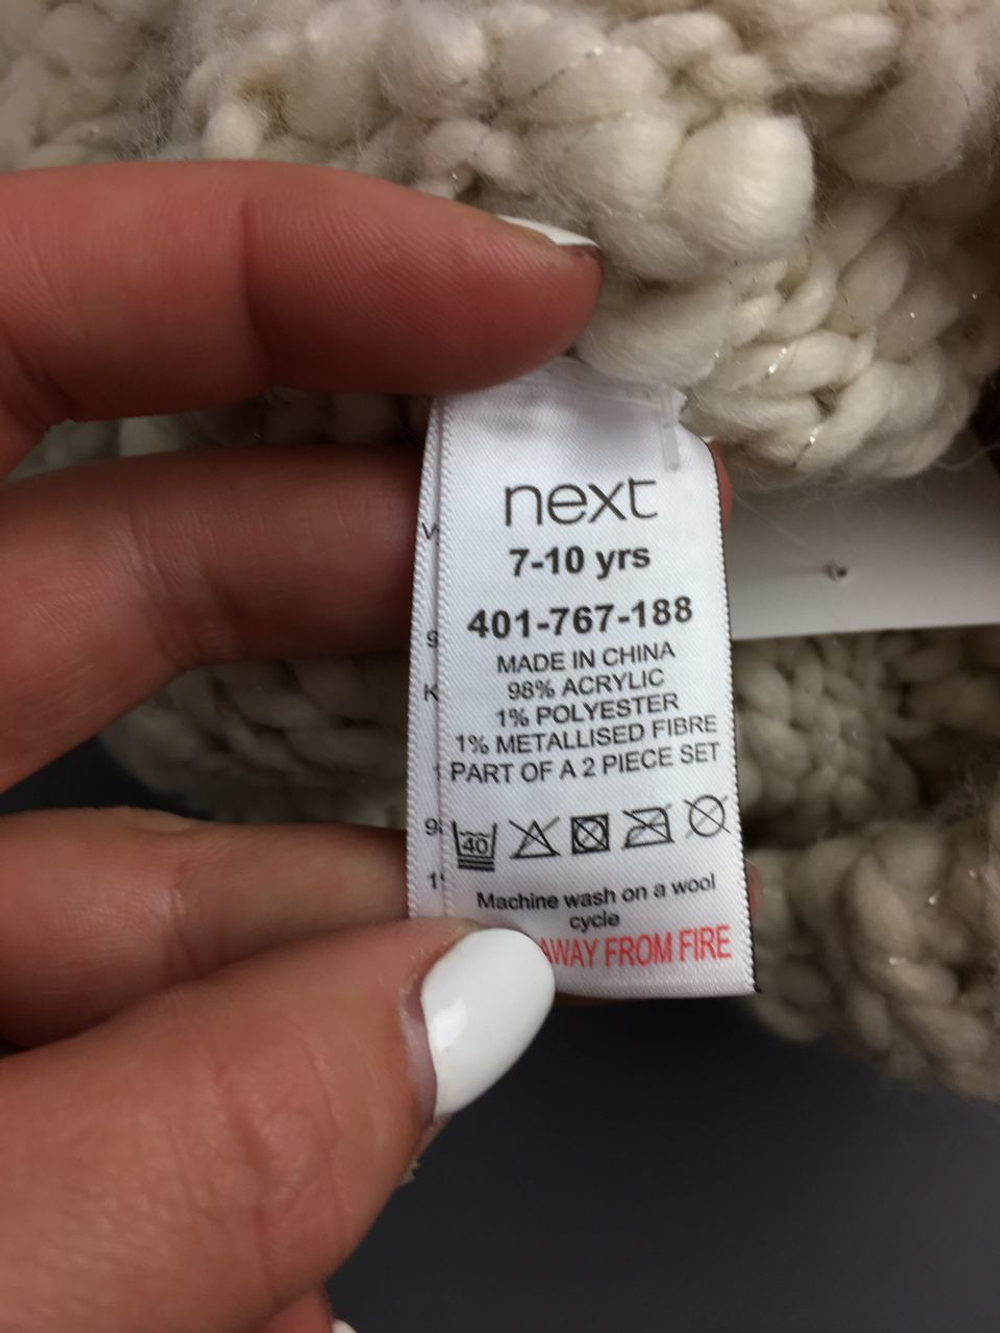 next
7-10 yrs
401-767-188
MADE IN CHINA
98% ACRYLIC
1% POLYESTER
1% METALLISED FIBRE
PART OF A 2 PIECE SET
40
Machine wash on a wool
cycle
AWAY FROM FIRE